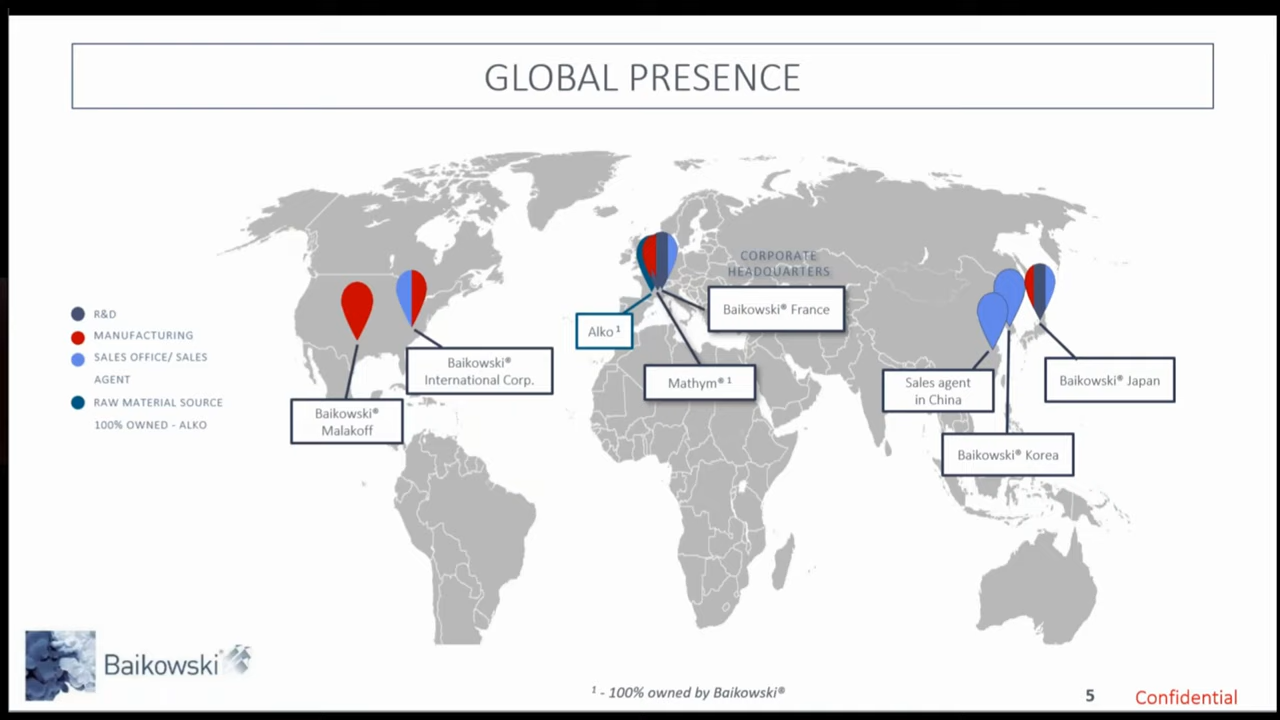 GLOBAL PRESENCE
CORPORATE
HEADQUARTERS
R&D
MANUFACTURING
SALES OFFICE/ SALES
AGENT
RAW MATERIAL SOURCE
100% OWNED - ALKO
Baikowski®
Malakoff
Baikowski®
International Corp.
Alko ¹
Baikowski® France
Mathym® ¹
Sales agent
in China
Baikowski® Japan
Baikowski® Korea
Baikowski
¹ - 100% owned by Baikowski®
5
Confidential